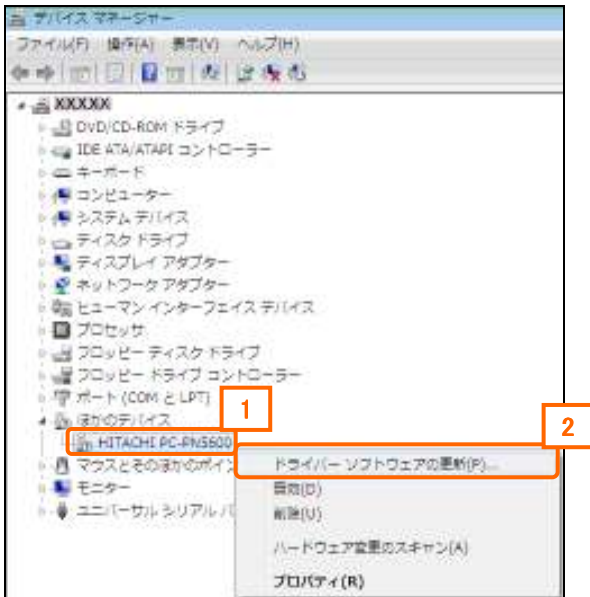 デバイス マネージャー
ファイル(F) 操作(A) 表示(V) ヘルプ(H)
XXXXX
DVD/CD-ROM ドライブ
IDE ATA/ATAPI コントローラー
キーボード
コンピューター
システム デバイス
ディスク ドライブ
ディスプレイ アダプター
ネットワーク アダプター
ヒューマン インターフェイス デバイス
プロセッサ
フロッピー ディスク ドライブ
フロッピー ドライブ コントローラー
ポート (COM と LPT)
1
ほかのデバイス
2
HITACHI PC-PN5600
マウスとそのほかのポイン
ドライバー ソフトウェアの更新(P)...
モニター
無効(D)
ユニバーサル シリアル バ
削除(U)
ハードウェア変更のスキャン(A)
プロパティ(R)